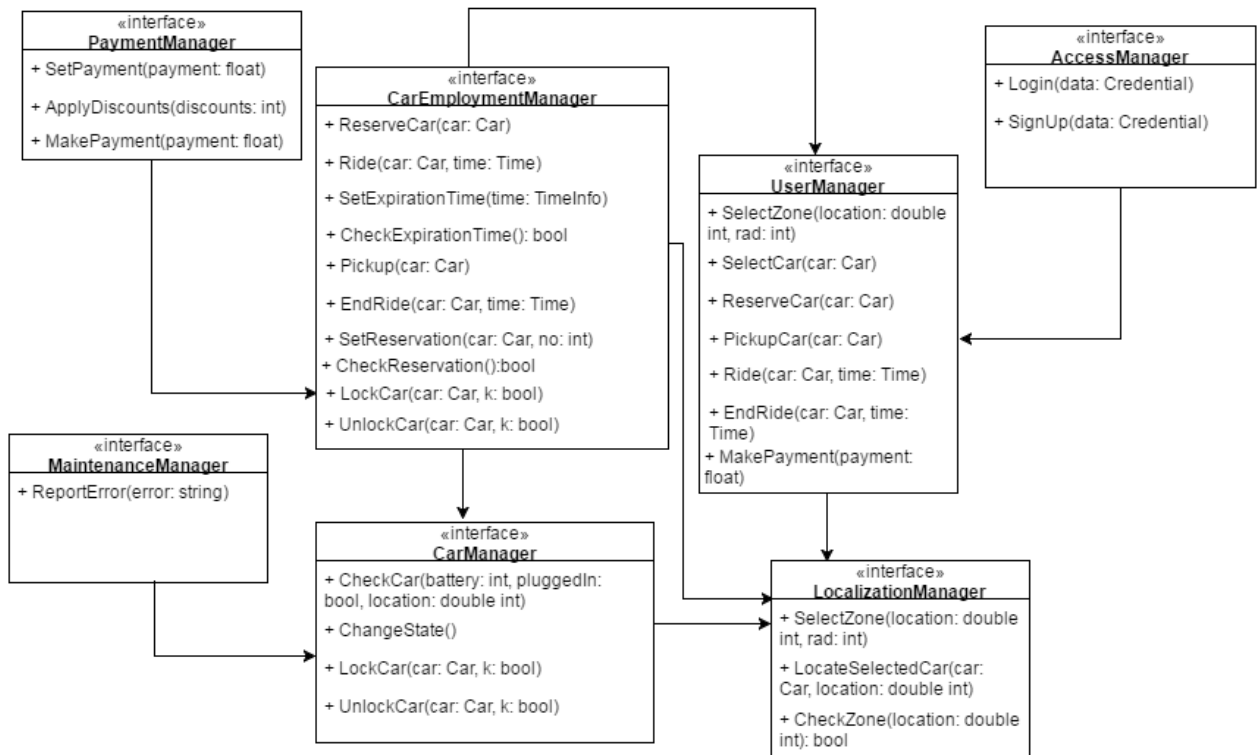 «interface»
PaymentManager
+ SetPayment(payment: float)
+ ApplyDiscounts(discounts: int)
+ MakePayment(payment: float)
«interface»
CarEmploymentManager
+ ReserveCar(car: Car)
+ Ride(car: Car, time: Time)
+ SetExpirationTime(time: TimeInfo)
+ CheckExpirationTime(): bool
+ Pickup(car: Car)
+ EndRide(car: Car, time: Time)
+ SetReservation(car: Car, no: int)
+ CheckReservation():bool
+ LockCar(car: Car, k: bool)
+ UnlockCar(car: Car, k: bool)
«interface»
AccessManager
+ Login(data: Credential)
+ SignUp(data: Credential)
«interface»
UserManager
+ SelectZone(location: double
int, rad: int)
+ SelectCar(car: Car)
+ ReserveCar(car: Car)
+ PickupCar(car: Car)
+ Ride(car: Car, time: Time)
+ EndRide(car: Car, time:
Time)
+ MakePayment(payment:
float)
«interface»
MaintenanceManager
+ ReportError(error: string)
«interface»
CarManager
+ CheckCar(battery: int, pluggedIn:
bool, location: double int)
+ ChangeState()
+ LockCar(car: Car, k: bool)
+ UnlockCar(car: Car, k: bool)
«interface»
LocalizationManager
+ SelectZone(location: double
int, rad: int)
+ LocateSelectedCar(car:
Car, location: double int)
+ CheckZone(location: double
int): bool